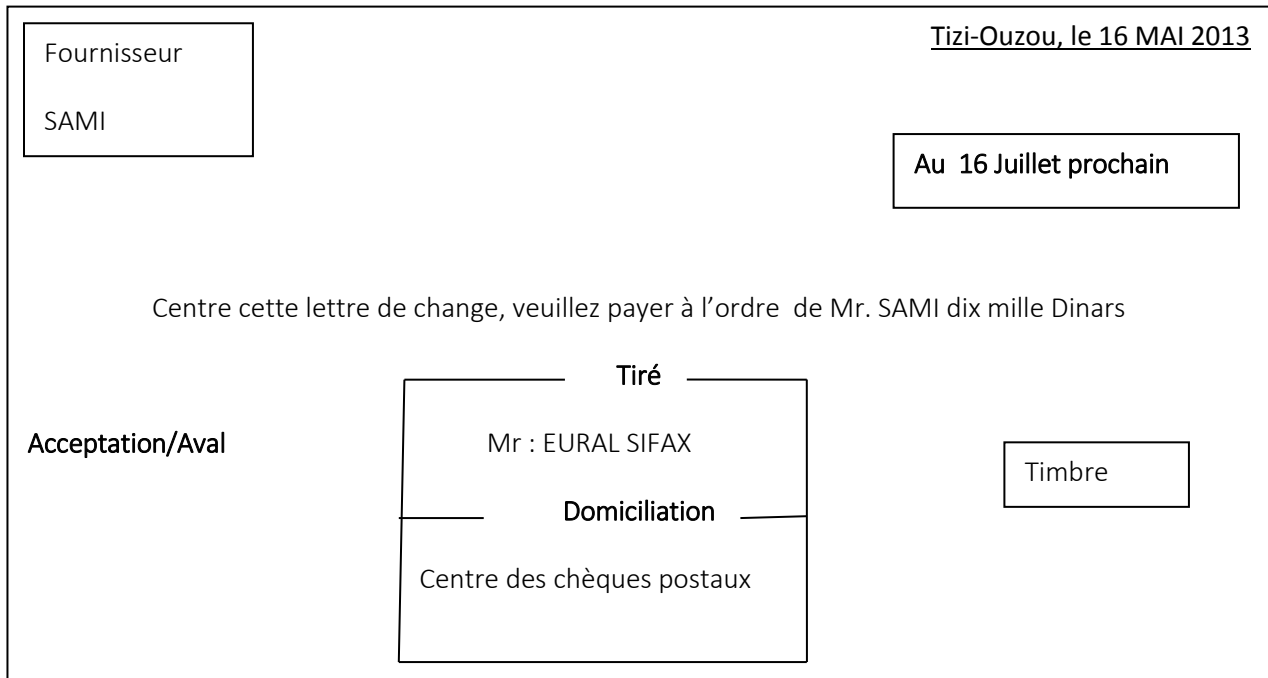 Fournisseur
SAMI
Tizi-Ouzou, le 16 MAI 2013
Au 16 Juillet prochain
Centre cette lettre de change, veuillez payer à l’ordre de Mr. SAMI dix mille Dinars
Tiré
Acceptation/Aval
Mr : EURAL SIFAX
Timbre
Domiciliation
Centre des chèques postaux